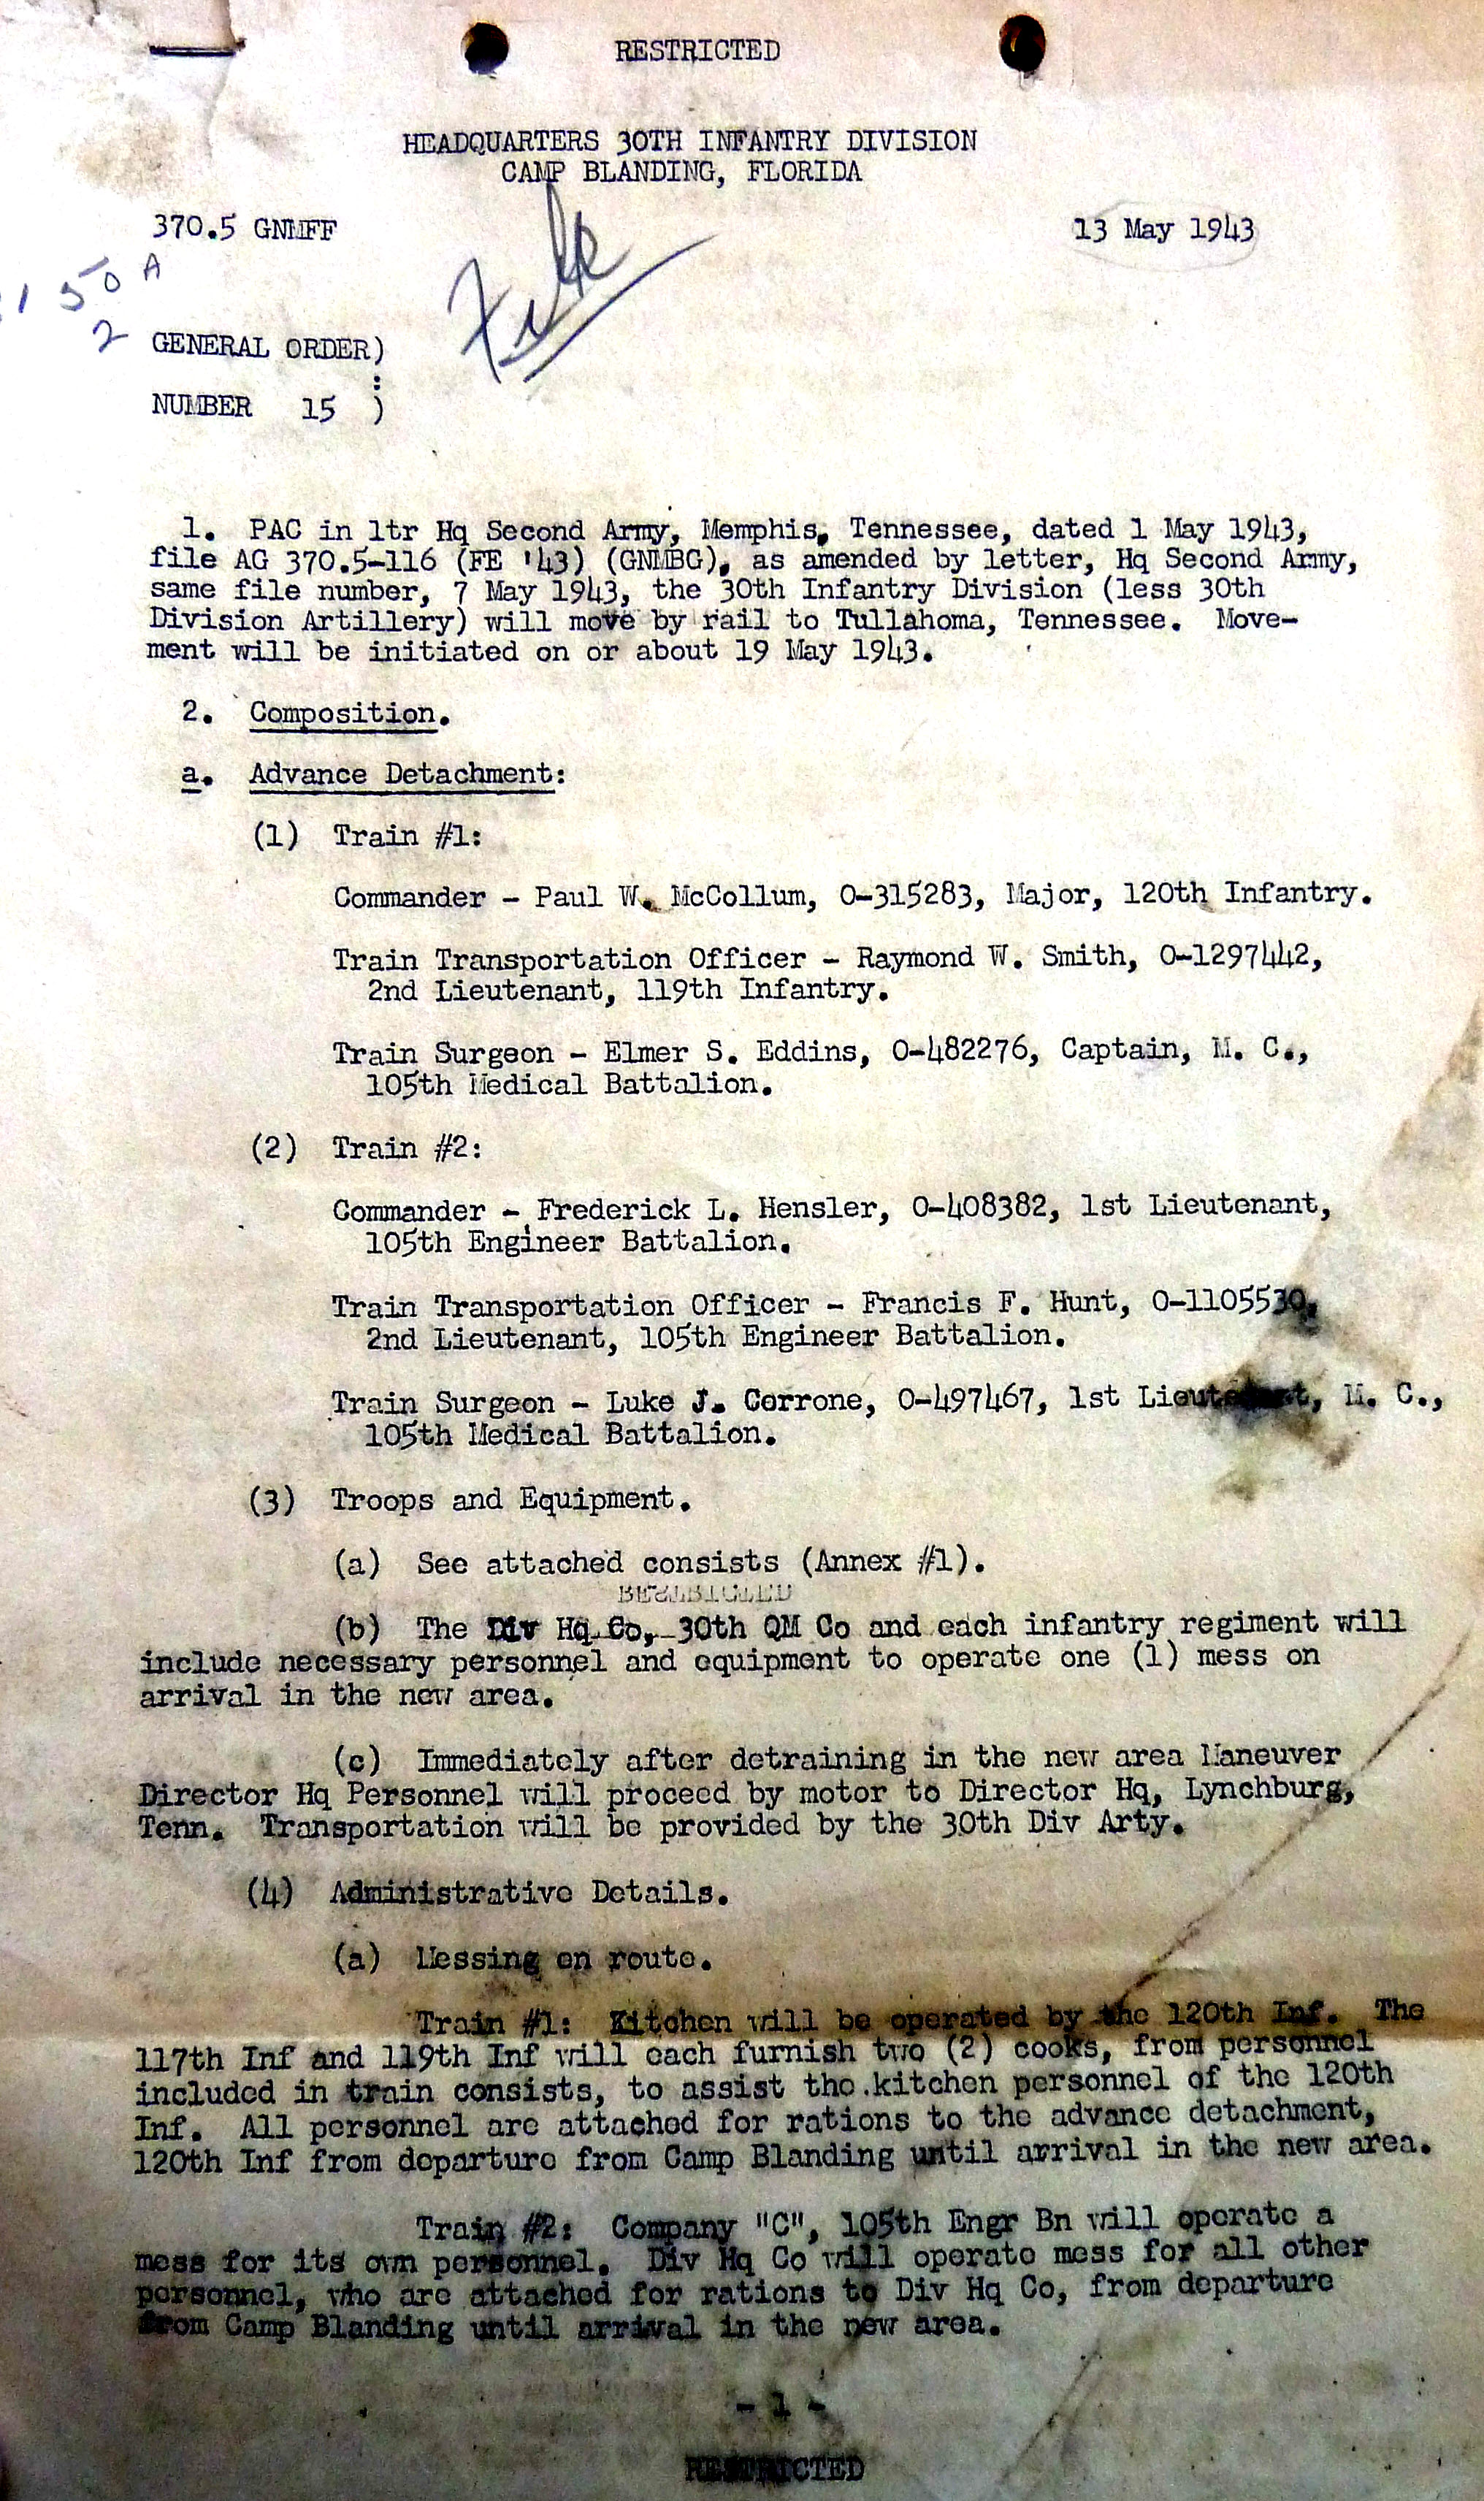 RESTRICTED
HEADQUARTERS 30TH INFANTRY DIVISION
CAMP BLANDING, FLORIDA
370.5 GNMFF 13 May 1943
150 A
2
File
GENERAL ORDER)
:
NUMBER 15 )
1. PAC in ltr Hq Second Army, Memphis, Tennessee, dated 1 May 1943,
file AG 370.5-116 (FE '43) (GNMBG), as amended by letter, Hq Second Army,
same file number, 7 May 1943, the 30th Infantry Division (less 30th
Division Artillery) will move by rail to Tullahoma, Tennessee. Move-
ment will be initiated on or about 19 May 1943.
2. Composition.
a. Advance Detachment:
(1) Train #1:
Commander - Paul W. McCollum, O-315283, Major, 120th Infantry.
Train Transportation Officer - Raymond W. Smith, O-1297442,
2nd Lieutenant, 119th Infantry.
Train Surgeon - Elmer S. Eddins, O-482276, Captain, M. C.,
105th Medical Battalion.
(2) Train #2:
Commander - Frederick L. Hensler, O-408382, 1st Lieutenant,
105th Engineer Battalion.
Train Transportation Officer - Francis F. Hunt, O-1105530,
2nd Lieutenant, 105th Engineer Battalion.
Train Surgeon - Luke J. Cerrone, O-497467, 1st Lieutenant, M. C.,
105th Medical Battalion.
(3) Troops and Equipment.
(a) See attached consists (Annex #1).
RESTRICTED
(b) The Div Hq Co, 30th QM Co and each infantry regiment will
include necessary personnel and equipment to operate one (1) mess on
arrival in the new area.
(c) Immediately after detraining in the new area Maneuver
Director Hq Personnel will proceed by motor to Director Hq, Lynchburg,
Tenn. Transportation will be provided by the 30th Div Arty.
(4) Administrative Details.
(a) Messing en route.
Train #1: Kitchen will be operated by the 120th Inf. The
117th Inf and 119th Inf will each furnish two (2) cooks, from personnel
included in train consists, to assist the kitchen personnel of the 120th
Inf. All personnel are attached for rations to the advance detachment,
120th Inf from departure from Camp Blanding until arrival in the new area.
Train #2: Company "C", 105th Engr Bn will operate a
mess for its own personnel. Div Hq Co will operate mess for all other
personnel, who are attached for rations to Div Hq Co, from departure
from Camp Blanding until arrival in the new area.
- 1 -
RESTRICTED